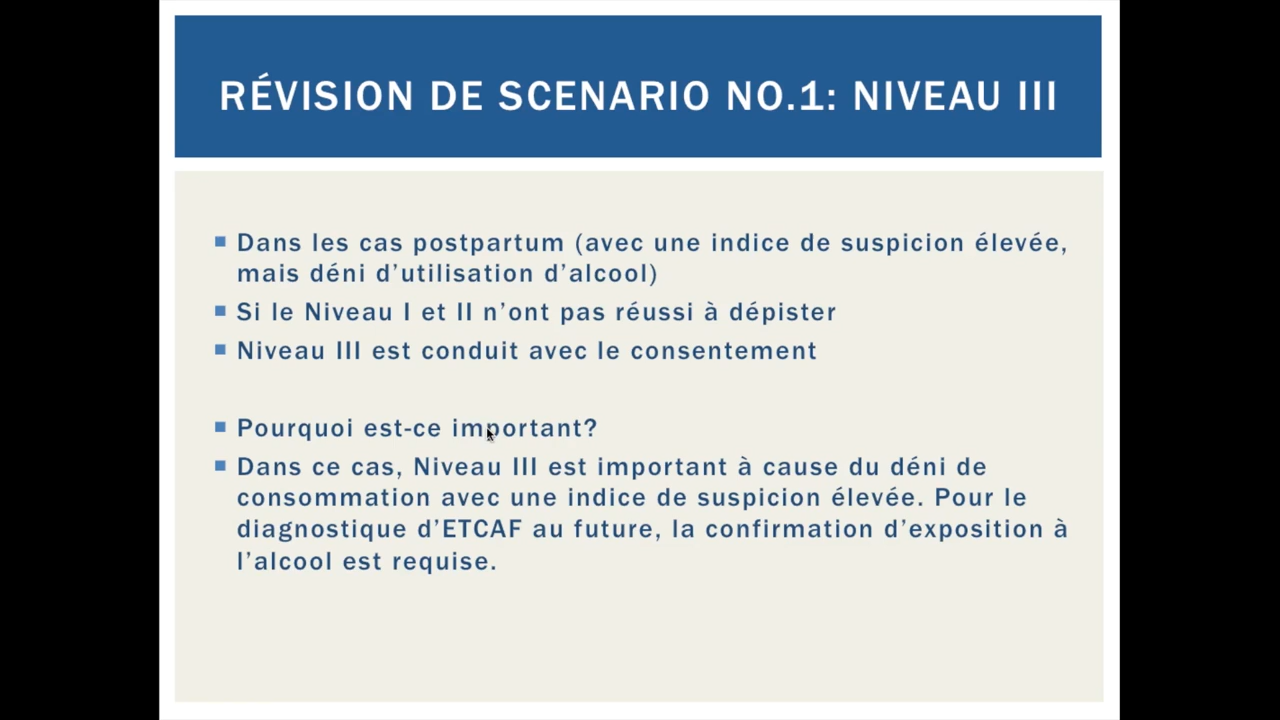 RÉVISION DE SCENARIO NO.1: NIVEAU III
Dans les cas postpartum (avec une indice de suspicion élevée,
mais déni d’utilisation d’alcool)
Si le Niveau I et II n’ont pas réussi à dépister
Niveau III est conduit avec le consentement
Pourquoi est-ce important?
Dans ce cas, Niveau III est important à cause du déni de
consommation avec une indice de suspicion élevée. Pour le
diagnostique d’ETCAF au future, la confirmation d’exposition à
l’alcool est requise.